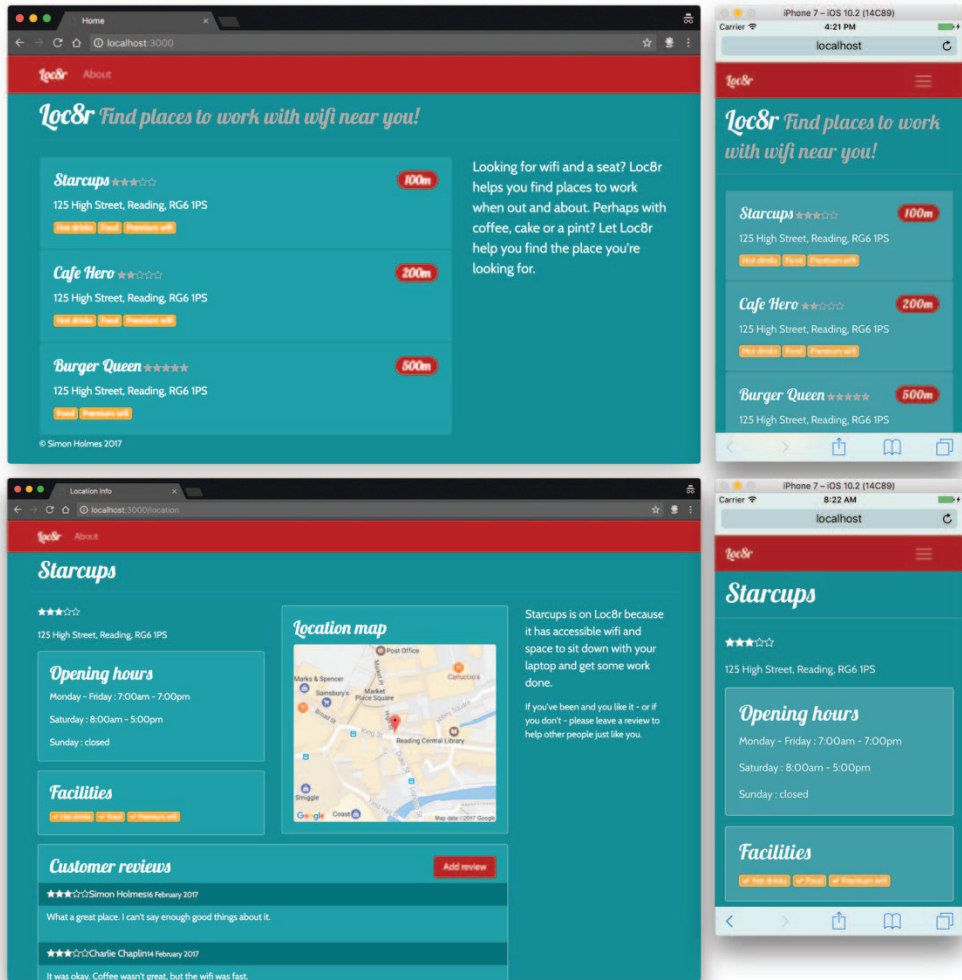 Home
localhost:3000
Loc8r About
Loc8r Find places to work with wifi near you!
Starcups 100m
125 High Street, Reading, RG6 1PS
Hot drinks Food Premium wifi
Cafe Hero 200m
125 High Street, Reading, RG6 1PS
Hot drinks Food Premium wifi
Burger Queen 500m
125 High Street, Reading, RG6 1PS
Food Premium wifi
© Simon Holmes 2017
Looking for wifi and a seat? Loc8r
helps you find places to work
when out and about. Perhaps with
coffee, cake or a pint? Let Loc8r
help you find the place you're
looking for.
iPhone 7 – iOS 10.2 (14C89)
Carrier 4:21 PM
localhost
Loc8r
Loc8r Find places to work
with wifi near you!
Starcups 100m
125 High Street, Reading, RG6 1PS
Hot drinks Food Premium wifi
Cafe Hero 200m
125 High Street, Reading, RG6 1PS
Hot drinks Food Premium wifi
Burger Queen 500m
125 High Street, Reading, RG6 1PS
Location Info
localhost:3000/location
Loc8r About
Starcups
125 High Street, Reading, RG6 1PS
Opening hours
Monday - Friday : 7:00am - 7:00pm
Saturday : 8:00am - 5:00pm
Sunday : closed
Facilities
Hot drinks Food Premium wifi
Location map
Post Office
Marks & Spencer
Sainsbury's
Market
Place Square
Market Pl
Carluccio's
Broad St
King St
Reading Central Library
Duke St
Smiggle
Coast
Google
Map data ©2017 Google
Starcups is on Loc8r because
it has accessible wifi and
space to sit down with your
laptop and get some work
done.
If you've been and you like it - or if
you don't - please leave a review to
help other people just like you.
Customer reviews Add review
Simon Holmes16 February 2017
What a great place. I can't say enough good things about it.
Charlie Chaplin14 February 2017
It was okay. Coffee wasn't great, but the wifi was fast.
iPhone 7 – iOS 10.2 (14C89)
Carrier 8:22 AM
localhost
Loc8r
Starcups
125 High Street, Reading, RG6 1PS
Opening hours
Monday - Friday : 7:00am - 7:00pm
Saturday : 8:00am - 5:00pm
Sunday : closed
Facilities
Hot drinks Food Premium wifi